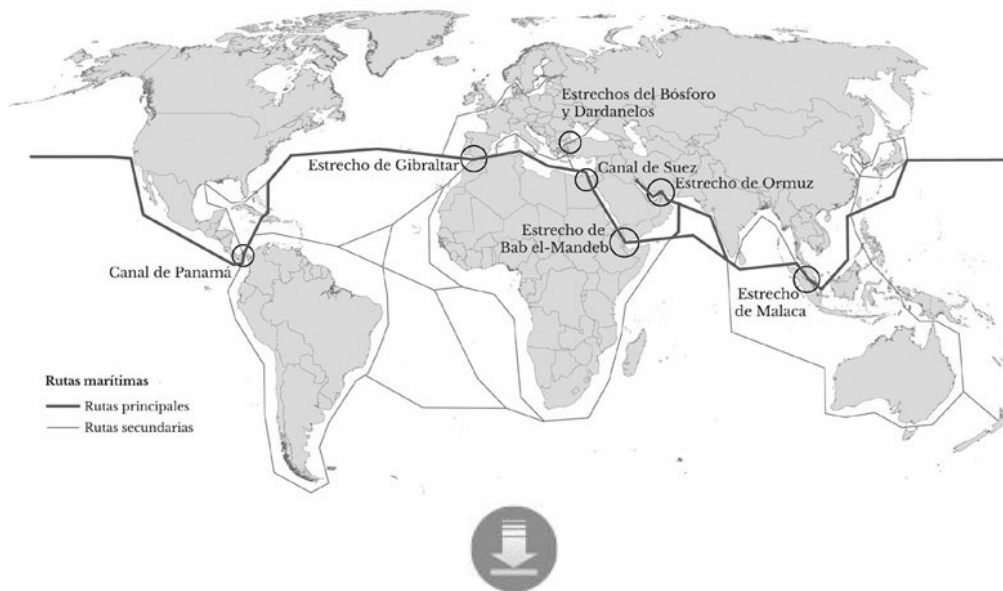 Estrechos del Bósforo
y Dardanelos
Estrecho de Gibraltar
Canal de Suez
Estrecho de Ormuz
Estrecho de
Bab el-Mandeb
Canal de Panamá
Estrecho
de Malaca
Rutas marítimas
Rutas principales
Rutas secundarias